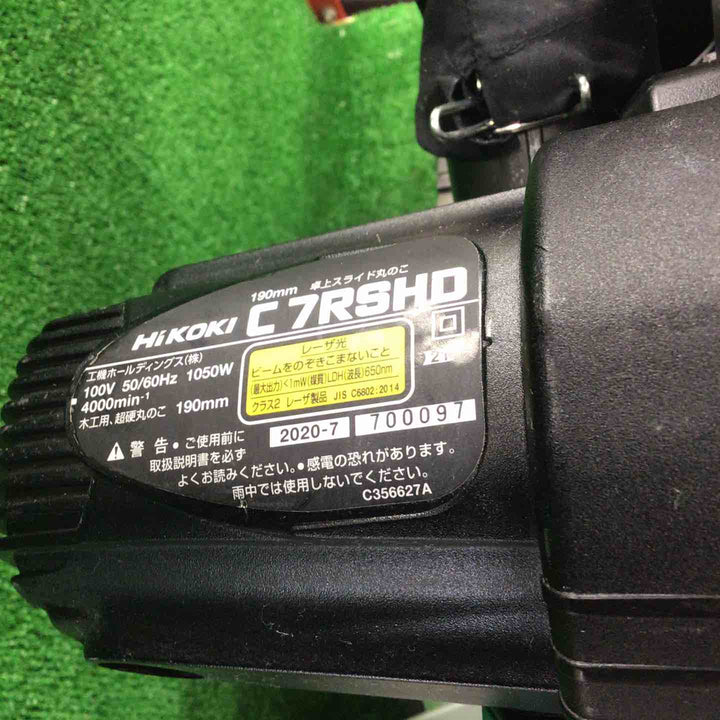 190mm 卓上スライド丸のこ
HiKOKI C 7RSHD
工機ホールディングス(株)
100V 50/60Hz 1050W
4000min⁻¹
木工用、超硬丸のこ 190mm
レーザ光
ビームをのぞきこまないこと
(最大出力)<1mW(媒質)LDH(波長)650nm
クラス2 レーザ製品 JIS C6802:2014
2020-7 700097
警告 • ご使用前に
取扱説明書を必ず
よくお読みください。• 感電の恐れがあります。
雨中では使用しないでください。
C356627A